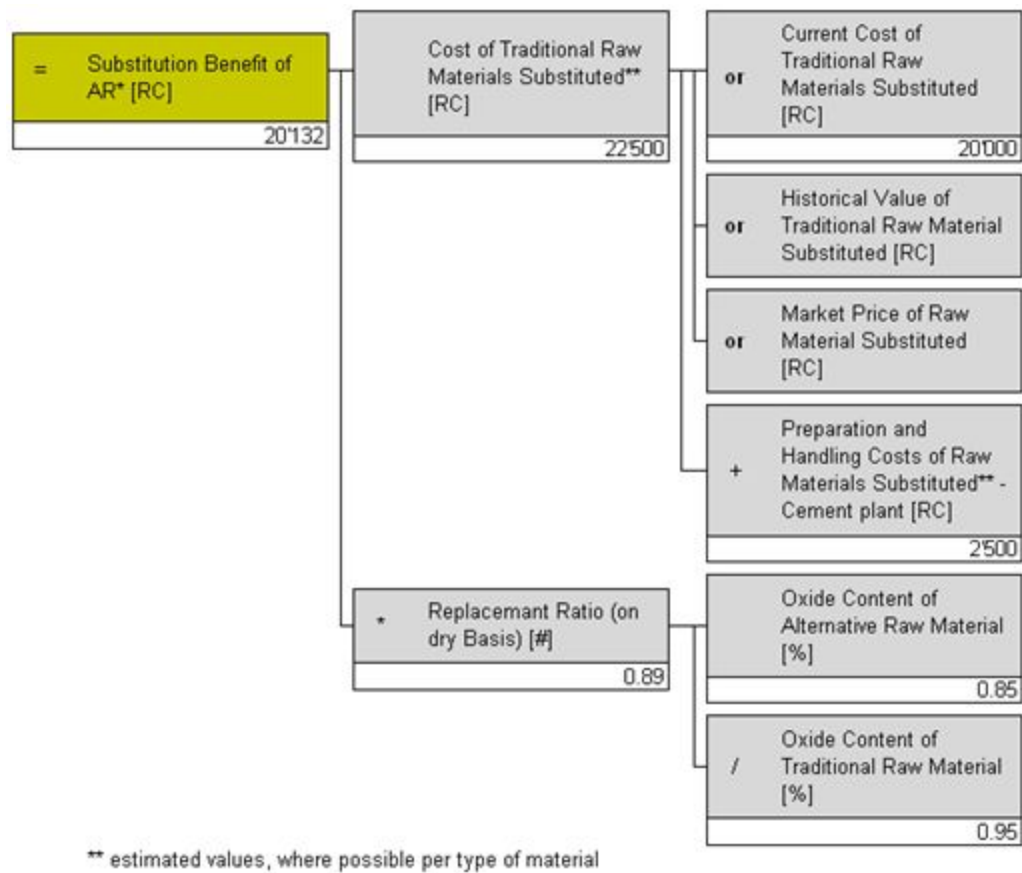 =
Substitution Benefit of
AR* [RC]
20'132
Cost of Traditional Raw
Materials Substituted**
[RC]
22'500
or
Current Cost of
Traditional Raw
Materials Substituted
[RC]
20'000
or
Historical Value of
Traditional Raw Material
Substituted [RC]
or
Market Price of Raw
Material Substituted
[RC]
+
Preparation and
Handling Costs of Raw
Materials Substituted** -
Cement plant [RC]
2'500
*
Replacemant Ratio (on
dry Basis) [#]
0.89
Oxide Content of
Alternative Raw Material
[%]
0.85
/
Oxide Content of
Traditional Raw Material
[%]
0.95
** estimated values, where possible per type of material